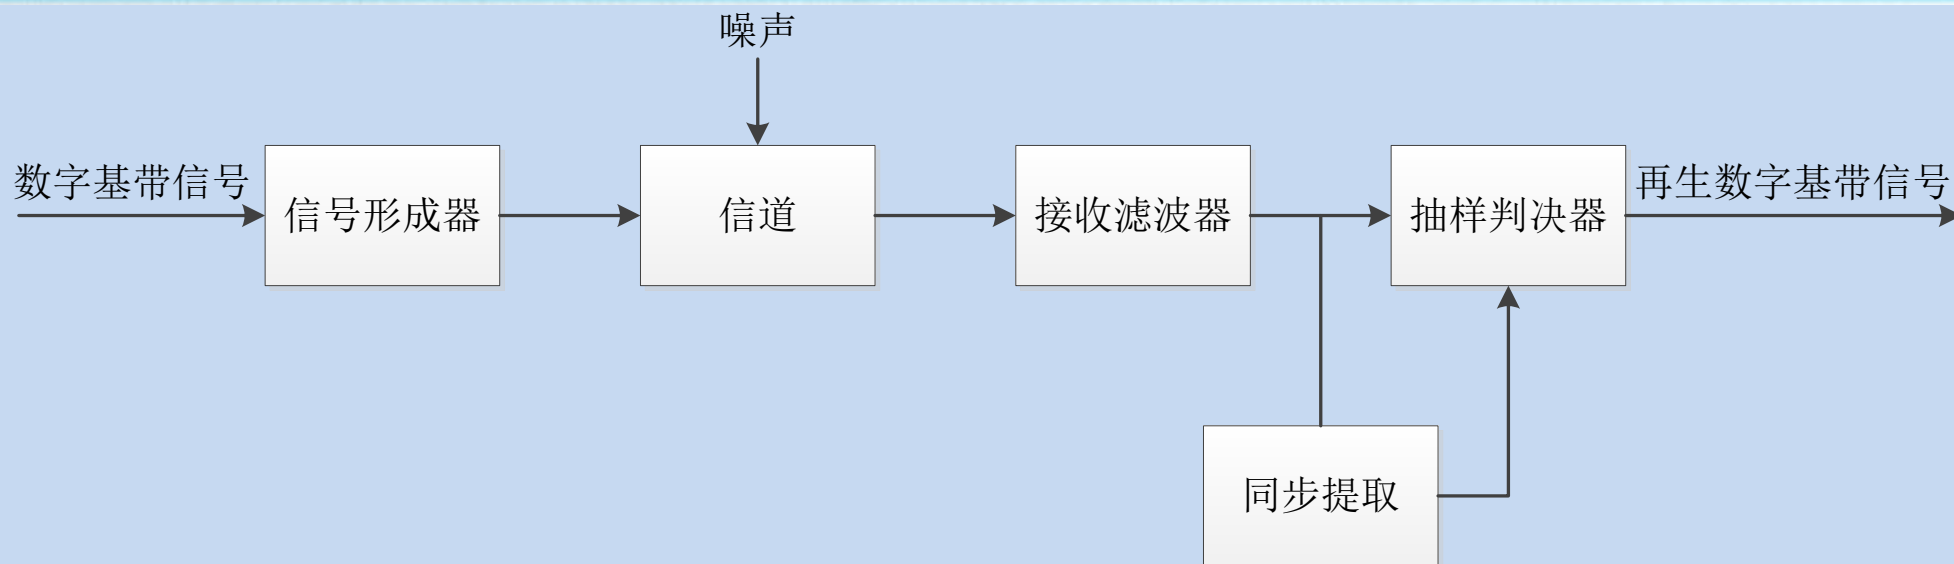 噪声
数字基带信号
信号形成器
信道
接收滤波器
抽样判决器
再生数字基带信号
同步提取